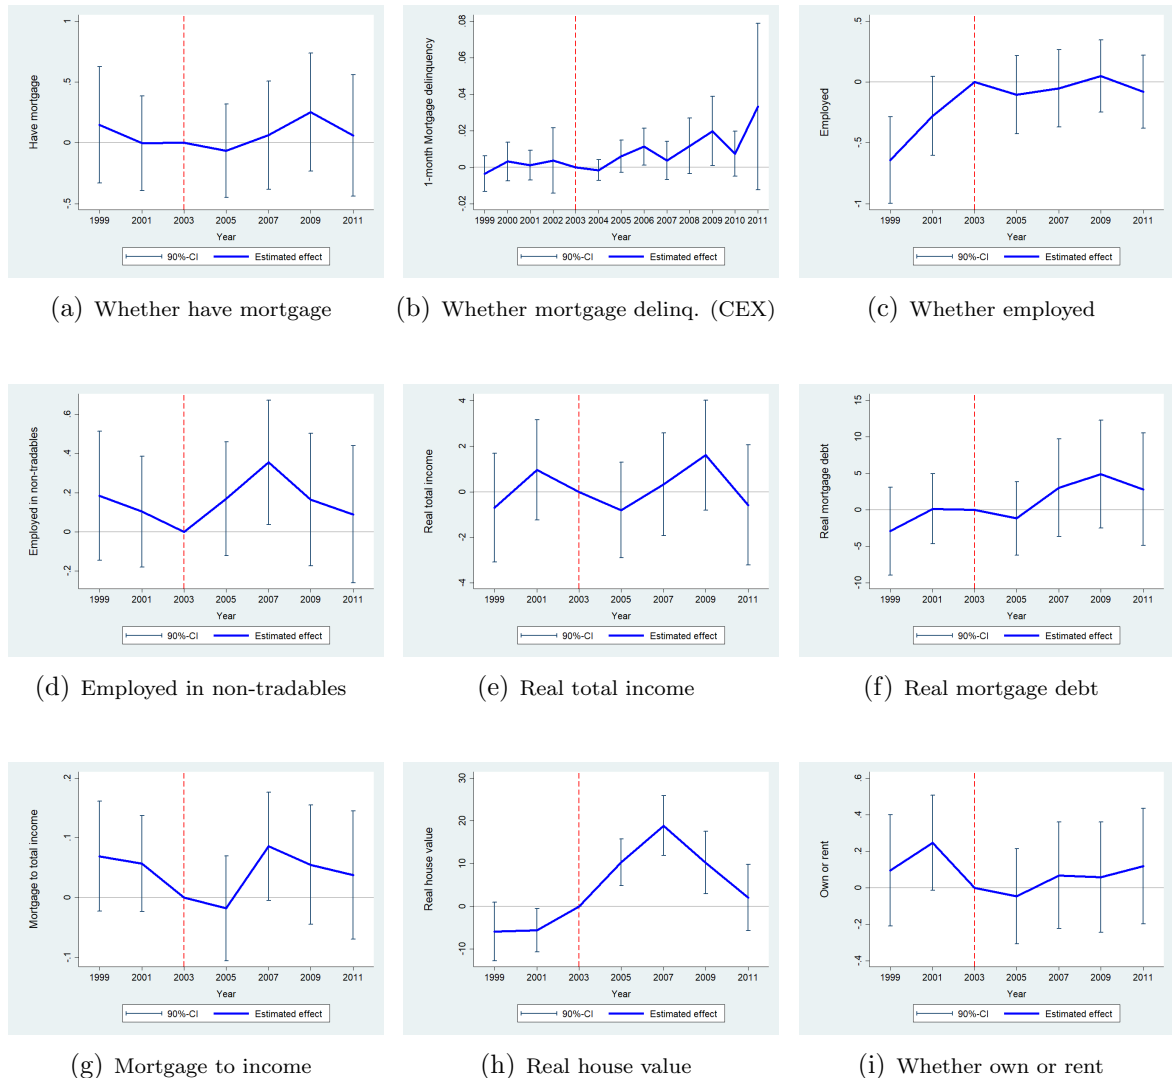 1
.5
0
-.5
Have mortgage
1999 2001 2003 2005 2007 2009 2011
Year
90%-CI Estimated effect
(a) Whether have mortgage
.08
.06
.04
.02
0
-.02
1-month Mortgage delinquency
1999 2000 2001 2002 2003 2004 2005 2006 2007 2008 2009 2010 2011
Year
90%-CI Estimated effect
(b) Whether mortgage delinq. (CEX)
0
-.5
-1
Employed
1999 2001 2003 2005 2007 2009 2011
Year
90%-CI Estimated effect
(c) Whether employed
.6
.4
.2
0
-.2
Employed in non-tradables
1999 2001 2003 2005 2007 2009 2011
Year
90%-CI Estimated effect
(d) Employed in non-tradables
4
2
0
-2
-4
Real total income
1999 2001 2003 2005 2007 2009 2011
Year
90%-CI Estimated effect
(e) Real total income
15
10
5
0
-5
-10
Real mortgage debt
1999 2001 2003 2005 2007 2009 2011
Year
90%-CI Estimated effect
(f) Real mortgage debt
.2
.1
0
-.1
Mortgage to total income
1999 2001 2003 2005 2007 2009 2011
Year
90%-CI Estimated effect
(g) Mortgage to income
30
20
10
0
-10
Real house value
1999 2001 2003 2005 2007 2009 2011
Year
90%-CI Estimated effect
(h) Real house value
.6
.4
.2
0
-.2
-.4
Own or rent
1999 2001 2003 2005 2007 2009 2011
Year
90%-CI Estimated effect
(i) Whether own or rent